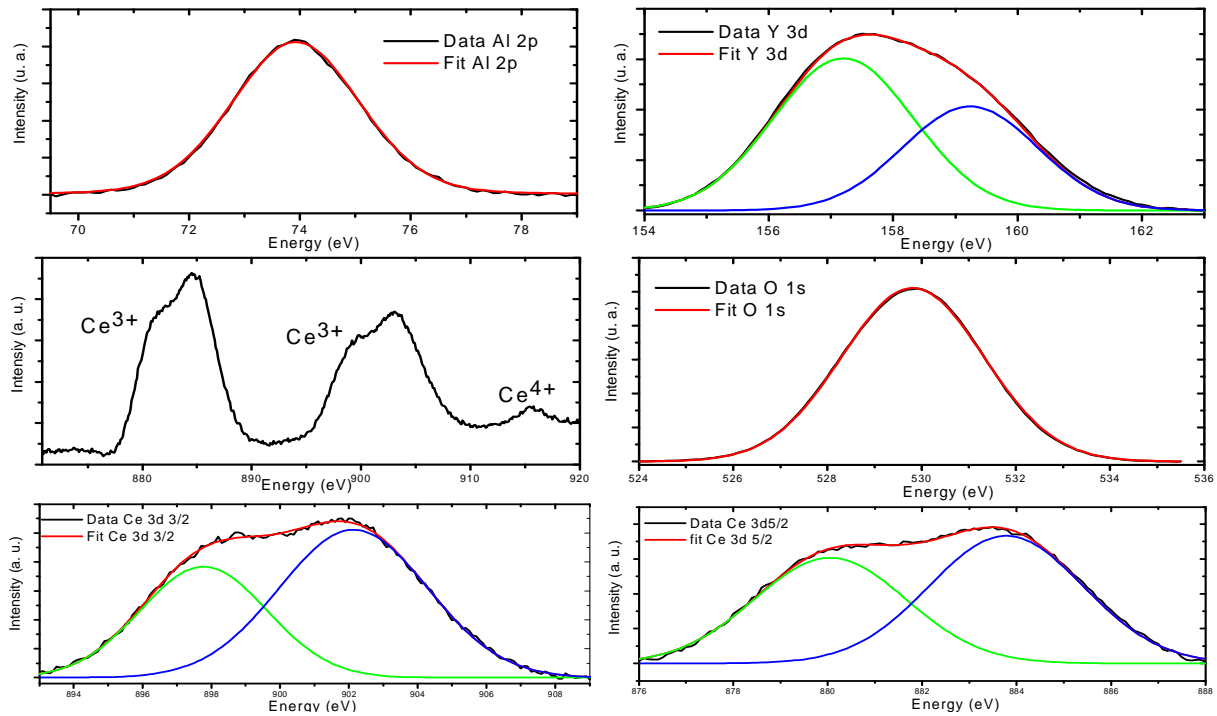 Intensity (u. a.)
Data Al 2p
Fit Al 2p
70 72 74 76 78
Energy (eV)
Intensity (u. a.)
Data Y 3d
Fit Y 3d
154 156 158 160 162
Energy (eV)
Intensiy (a. u.)
Ce3+
Ce3+
Ce4+
880 890 900 910 920
Energy (eV)
Intensity (u. a.)
Data O 1s
Fit O 1s
524 526 528 530 532 534 536
Energy (eV)
Intensity (a. u.)
Data Ce 3d 3/2
Fit Ce 3d 3/2
894 896 898 900 902 904 906 908
Energy (eV)
Intensity (a. u.)
Data Ce 3d5/2
fit Ce 3d 5/2
876 878 880 882 884 886 888
Energy (eV)